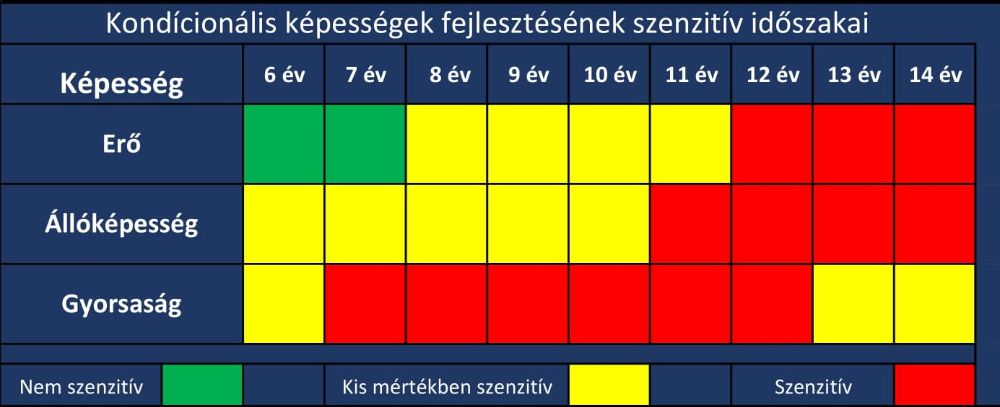 Kondícionális képességek fejlesztésének szenzitív időszakai
Képesség 6 év 7 év 8 év 9 év 10 év 11 év 12 év 13 év 14 év
Erő
Állóképesség
Gyorsaság
Nem szenzitív Kis mértékben szenzitív Szenzitív